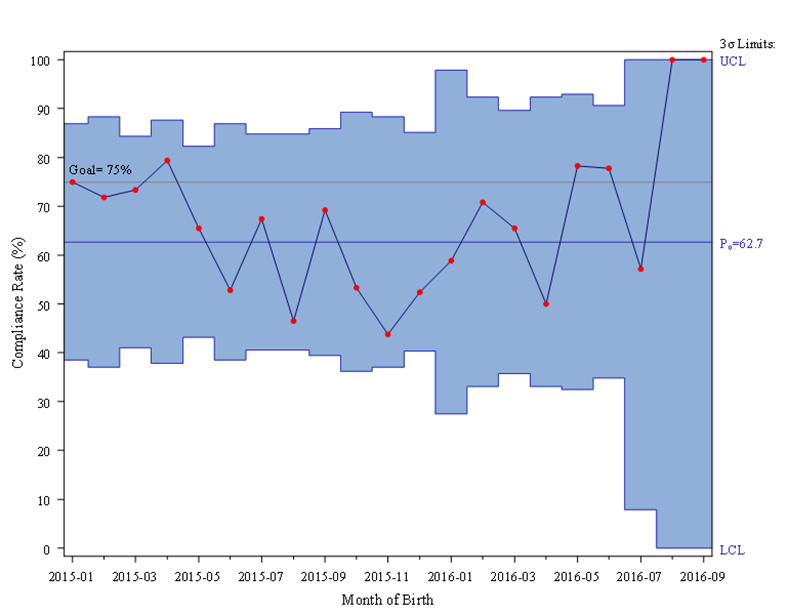 3σ Limits:
UCL
100
90
80
Goal= 75%
70
P₀=62.7
60
50
40
30
20
10
0
LCL
Compliance Rate (%)
2015-01 2015-03 2015-05 2015-07 2015-09 2015-11 2016-01 2016-03 2016-05 2016-07 2016-09
Month of Birth